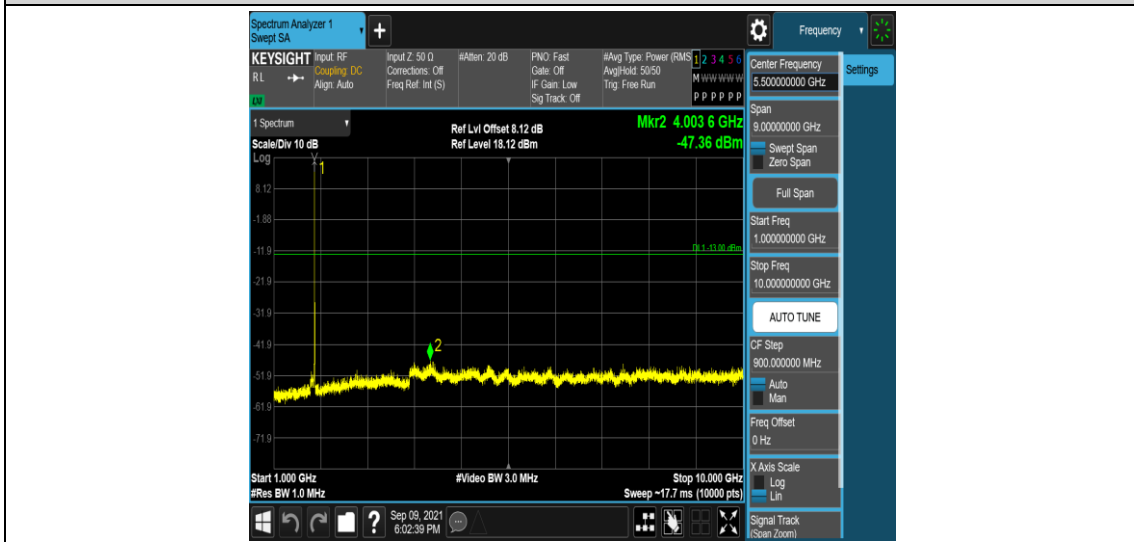 Spectrum Analyzer 1
Swept SA
+
Frequency
KEYSIGHT
RL
LXI
Input: RF
Coupling: DC
Align: Auto
Input Z: 50 Ω
Corrections: Off
Freq Ref: Int (S)
#Atten: 20 dB
PNO: Fast
Gate: Off
IF Gain: Low
Sig Track: Off
#Avg Type: Power (RMS
Avg|Hold: 50/50
Trig: Free Run
1 2 3 4 5 6
M W W W W W
P P P P P P
1 Spectrum
Scale/Div 10 dB
Log
Ref Lvl Offset 8.12 dB
Ref Level 18.12 dBm
Mkr2 4.003 6 GHz
-47.36 dBm
1
8.12
-1.88
-11.9
DL1 -13.00 dBm
-21.9
-31.9
-41.9
2
-51.9
-61.9
-71.9
Start 1.000 GHz
#Res BW 1.0 MHz
#Video BW 3.0 MHz
Stop 10.000 GHz
Sweep ~17.7 ms (10000 pts)
?
Sep 09, 2021
6:02:39 PM
Center Frequency
5.500000000 GHz
Settings
Span
9.00000000 GHz
Swept Span
Zero Span
Full Span
Start Freq
1.000000000 GHz
Stop Freq
10.000000000 GHz
AUTO TUNE
CF Step
900.000000 MHz
Auto
Man
Freq Offset
0 Hz
X Axis Scale
Log
Lin
Signal Track
(Span Zoom)